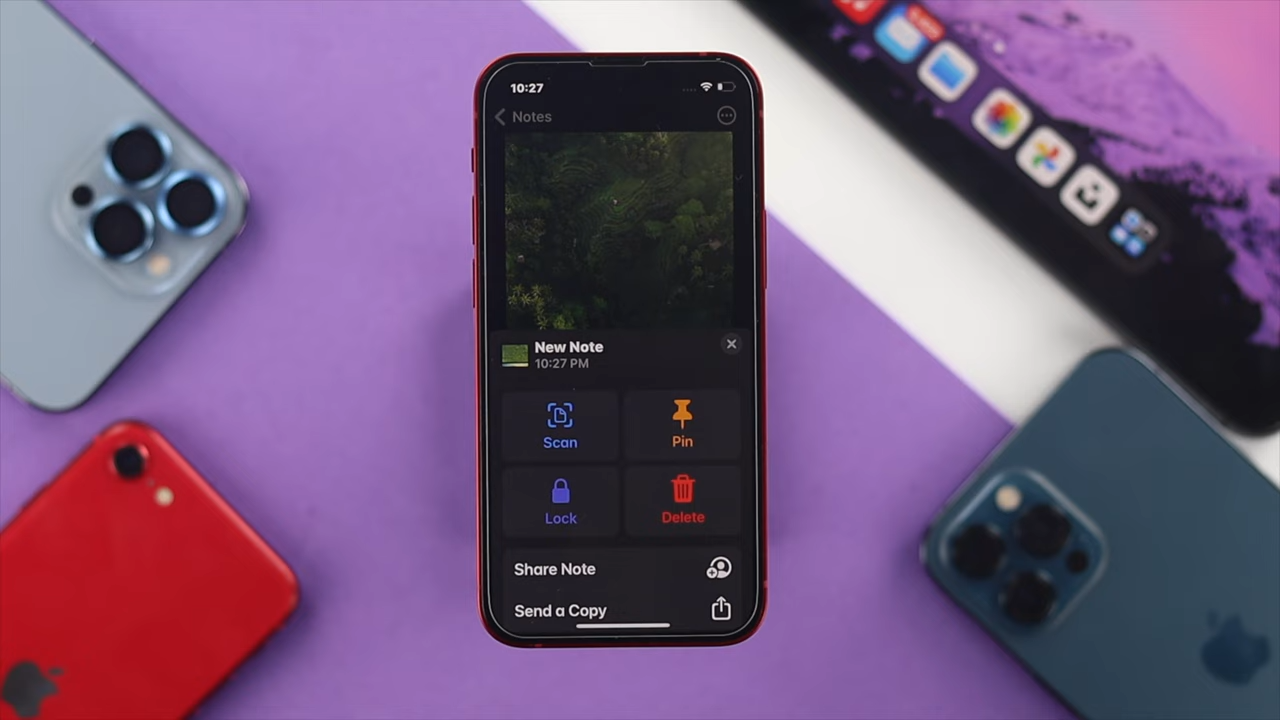 10:27
Notes
New Note
10:27 PM
Scan
Pin
Lock
Delete
Share Note
Send a Copy